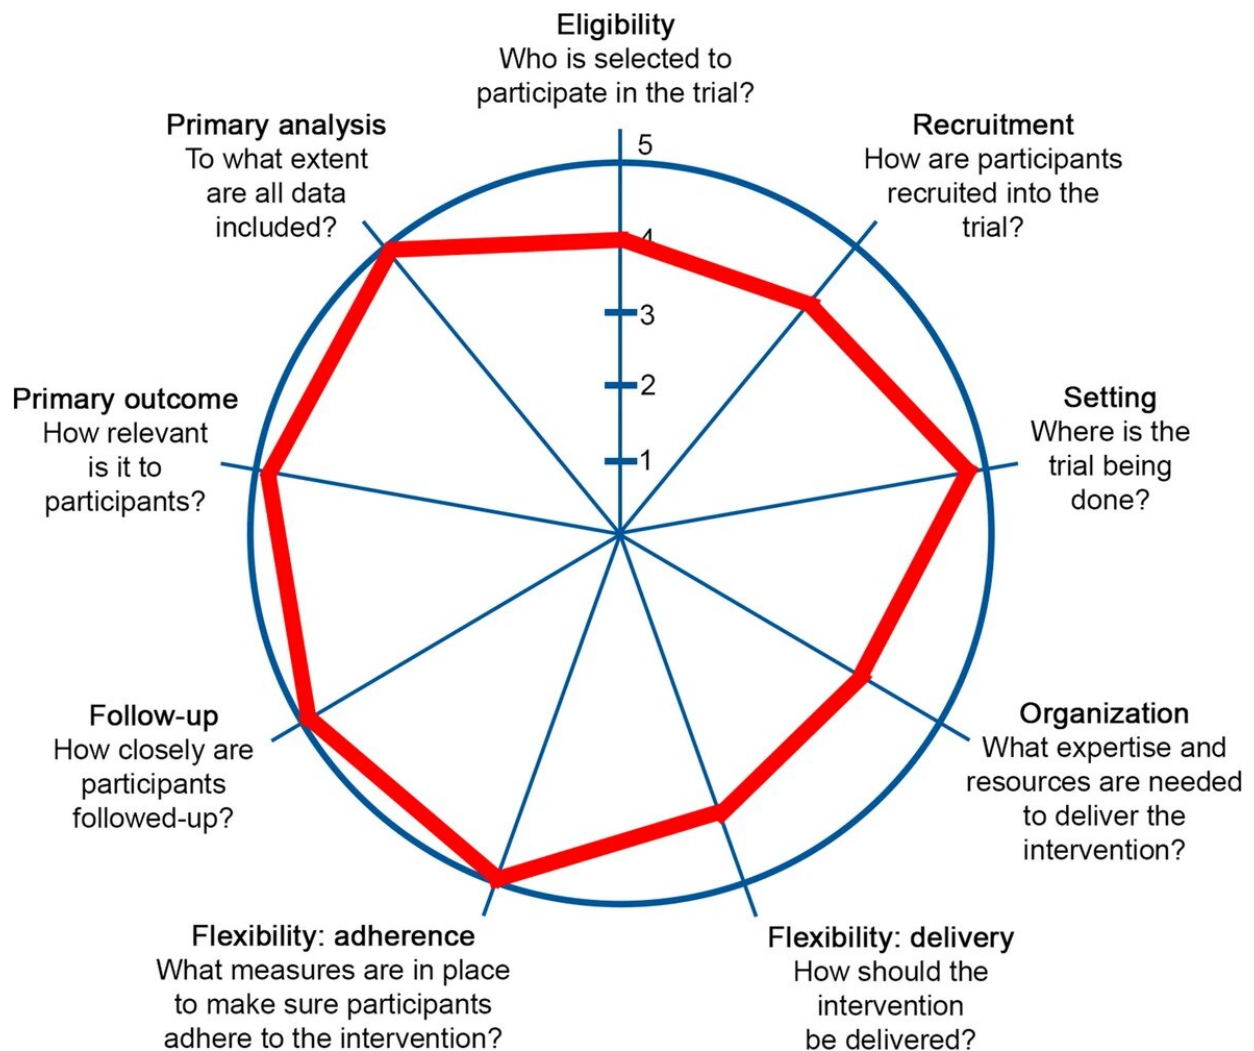 Eligibility
Who is selected to
participate in the trial?
Primary analysis
To what extent
are all data
included?
Recruitment
How are participants
recruited into the
trial?
5
4
3
2
1
Primary outcome
How relevant
is it to
participants?
Setting
Where is the
trial being
done?
Follow-up
How closely are
participants
followed-up?
Organization
What expertise and
resources are needed
to deliver the
intervention?
Flexibility: adherence
What measures are in place
to make sure participants
adhere to the intervention?
Flexibility: delivery
How should the
intervention
be delivered?